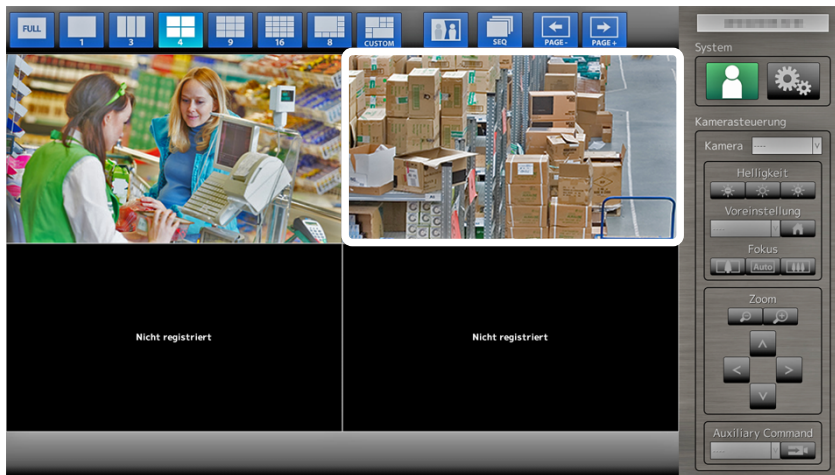 FULL
1
3
4
9
16
8
CUSTOM
SEQ
PAGE-
PAGE+
System
Kamerasteuerung
Kamera ----
Helligkeit
Voreinstellung
---
Fokus
Auto
Zoom
Auxiliary Command
---
Nicht registriert
Nicht registriert